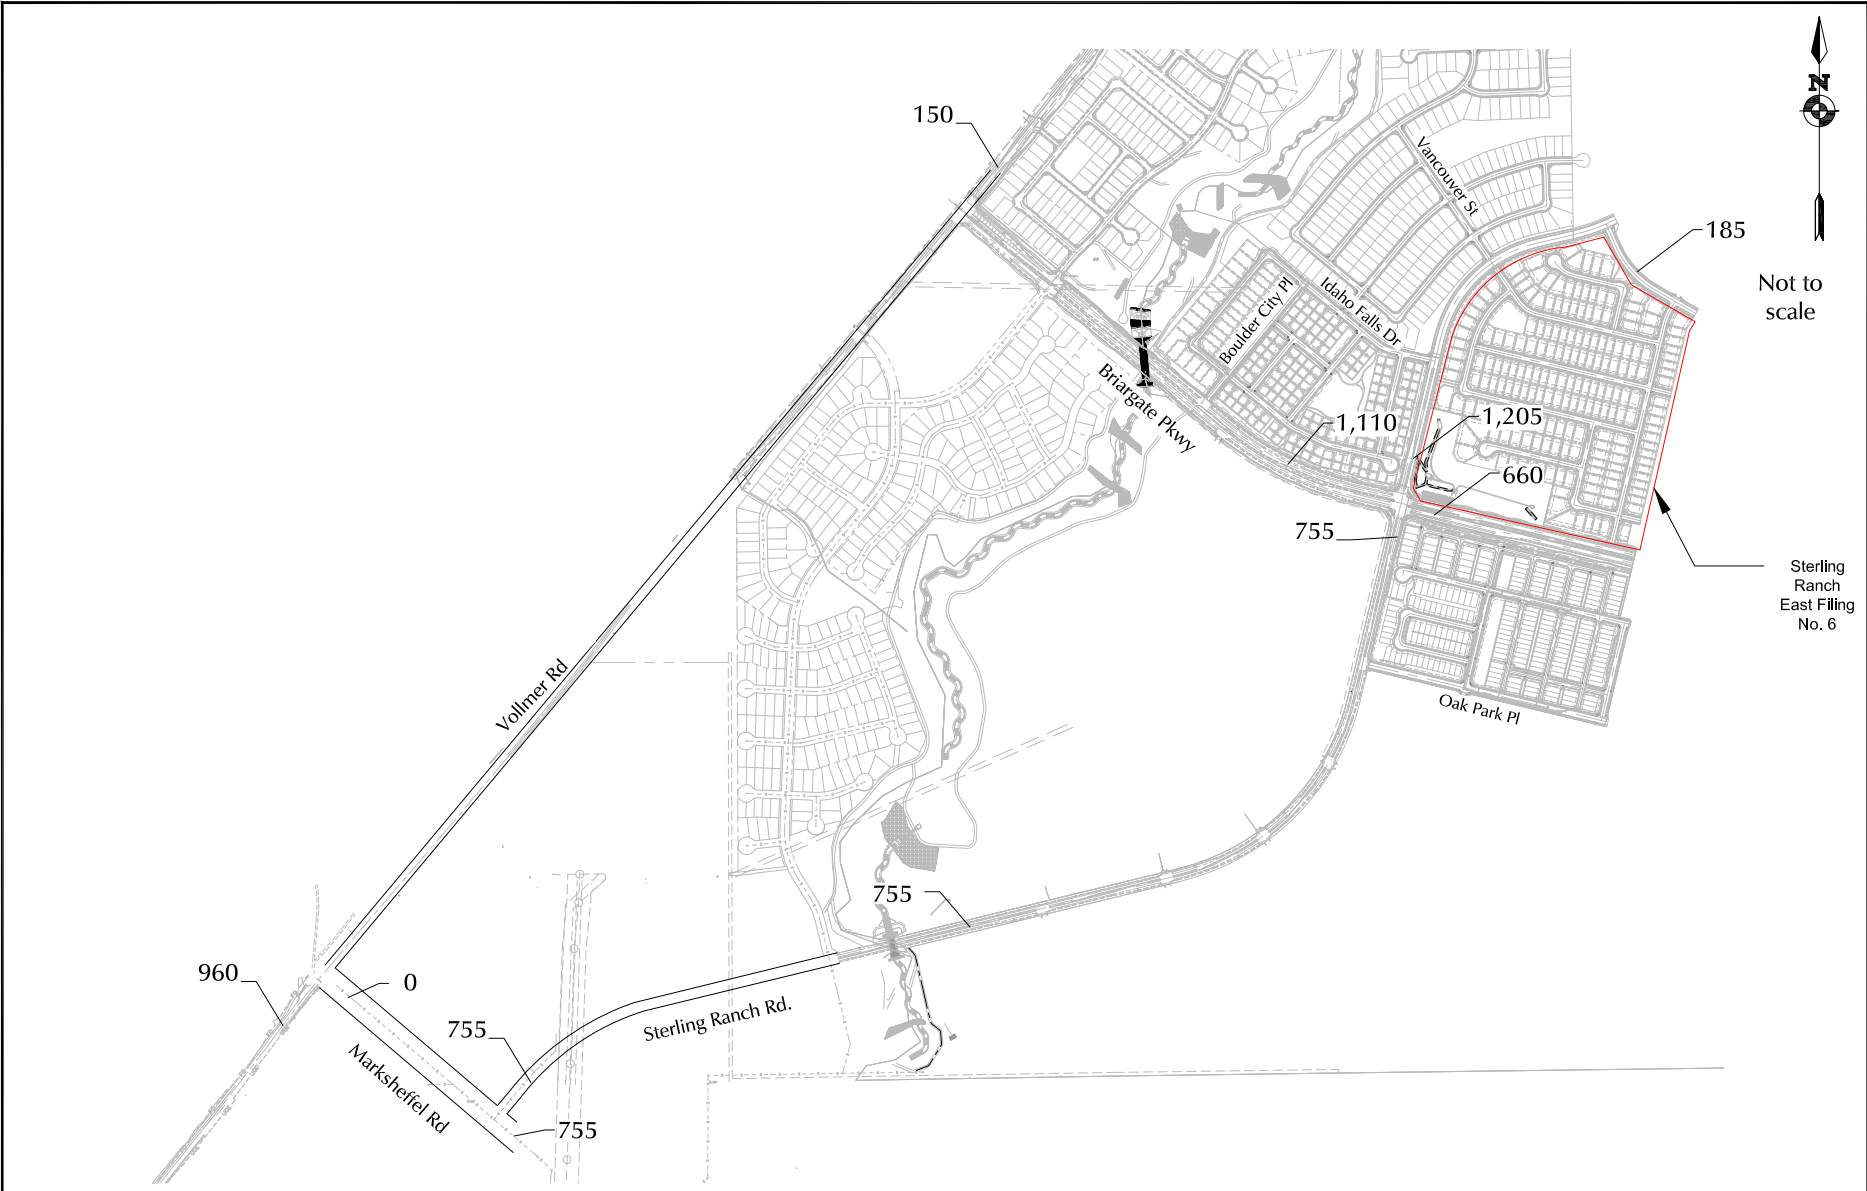 150
Vancouver St
N
185
Not to
scale
Idaho Falls Dr
Boulder City Pl
Briargate Pkwy
1,110
1,205
660
755
Sterling
Ranch
East Filing
No. 6
Oak Park Pl
Vollmer Rd
755
960
0
755
Sterling Ranch Rd.
Marksheffel Rd
755